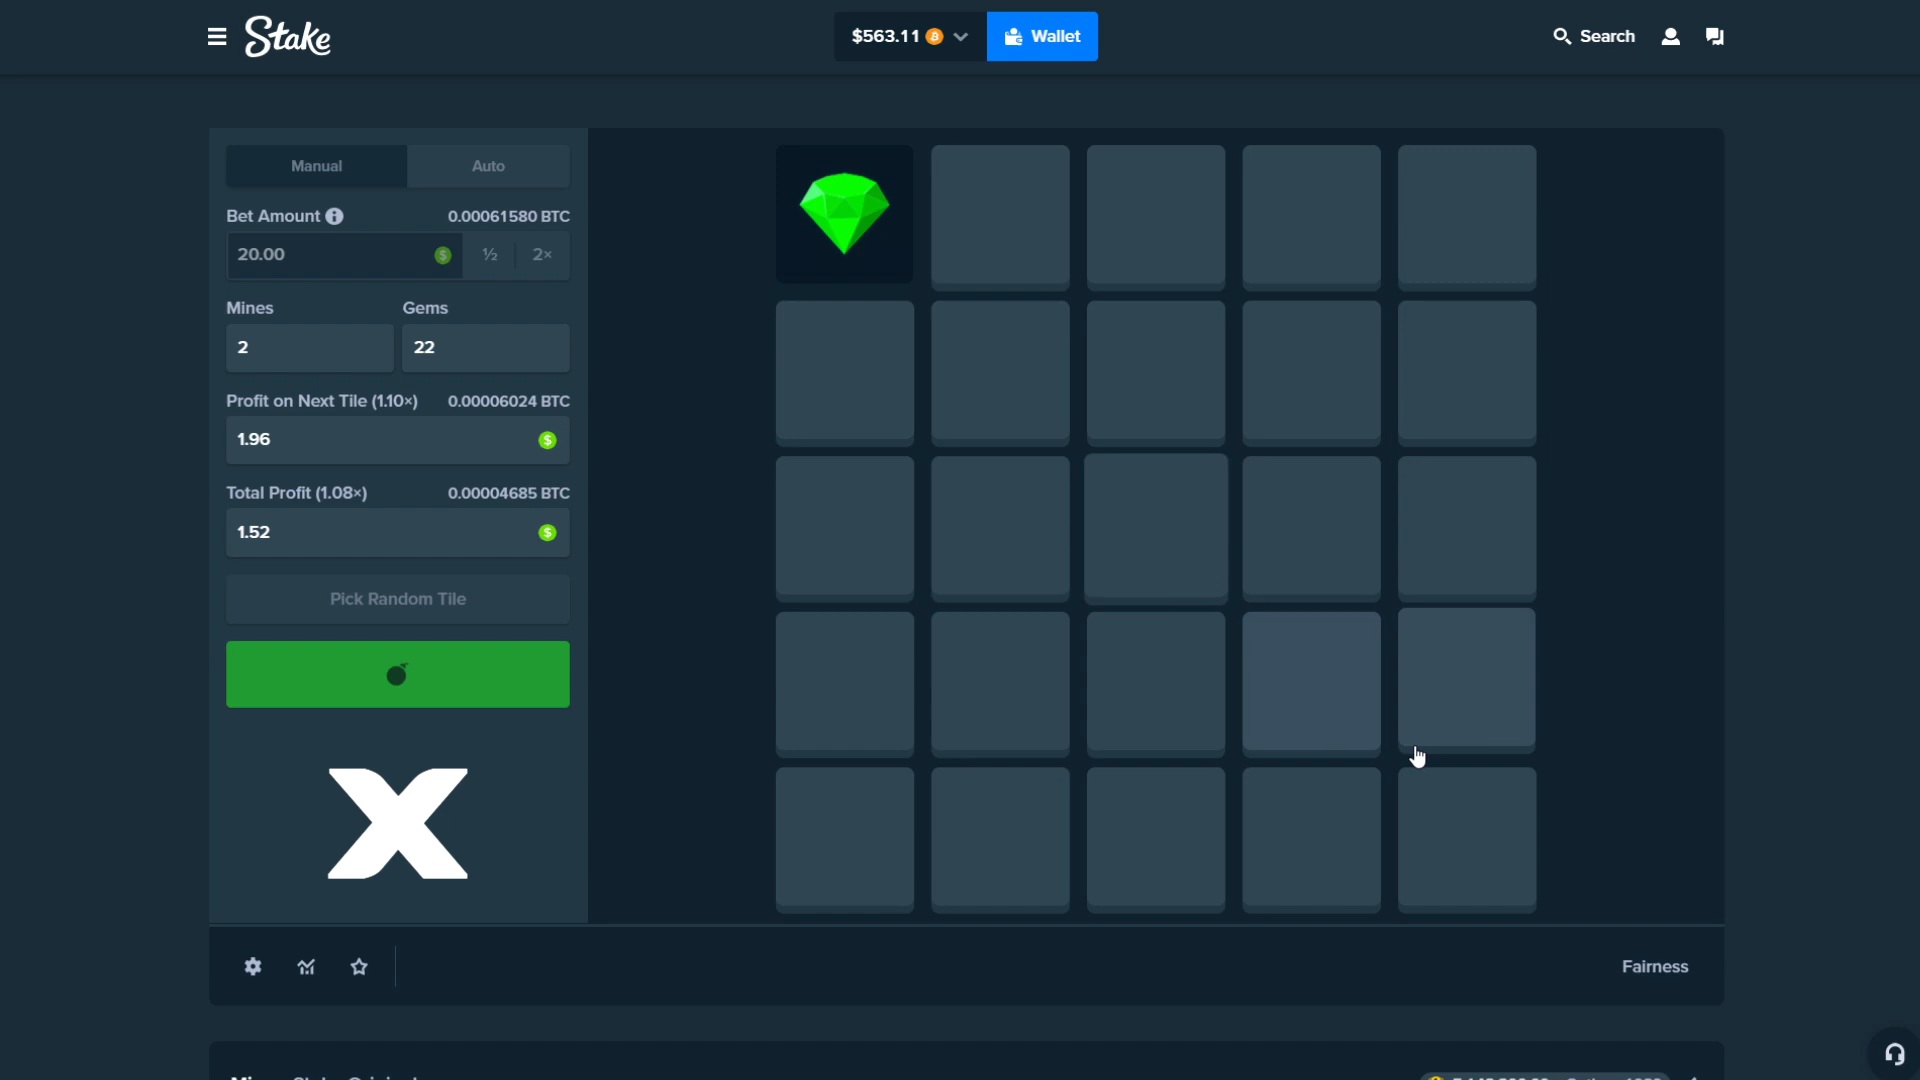 Stake
$563.11
Wallet
Search
Manual
Auto
Bet Amount
0.00061580 BTC
20.00
½
2×
Mines
Gems
2
22
Profit on Next Tile (1.10×)
0.00006024 BTC
1.96
Total Profit (1.08×)
0.00004685 BTC
1.52
Pick Random Tile
Fairness